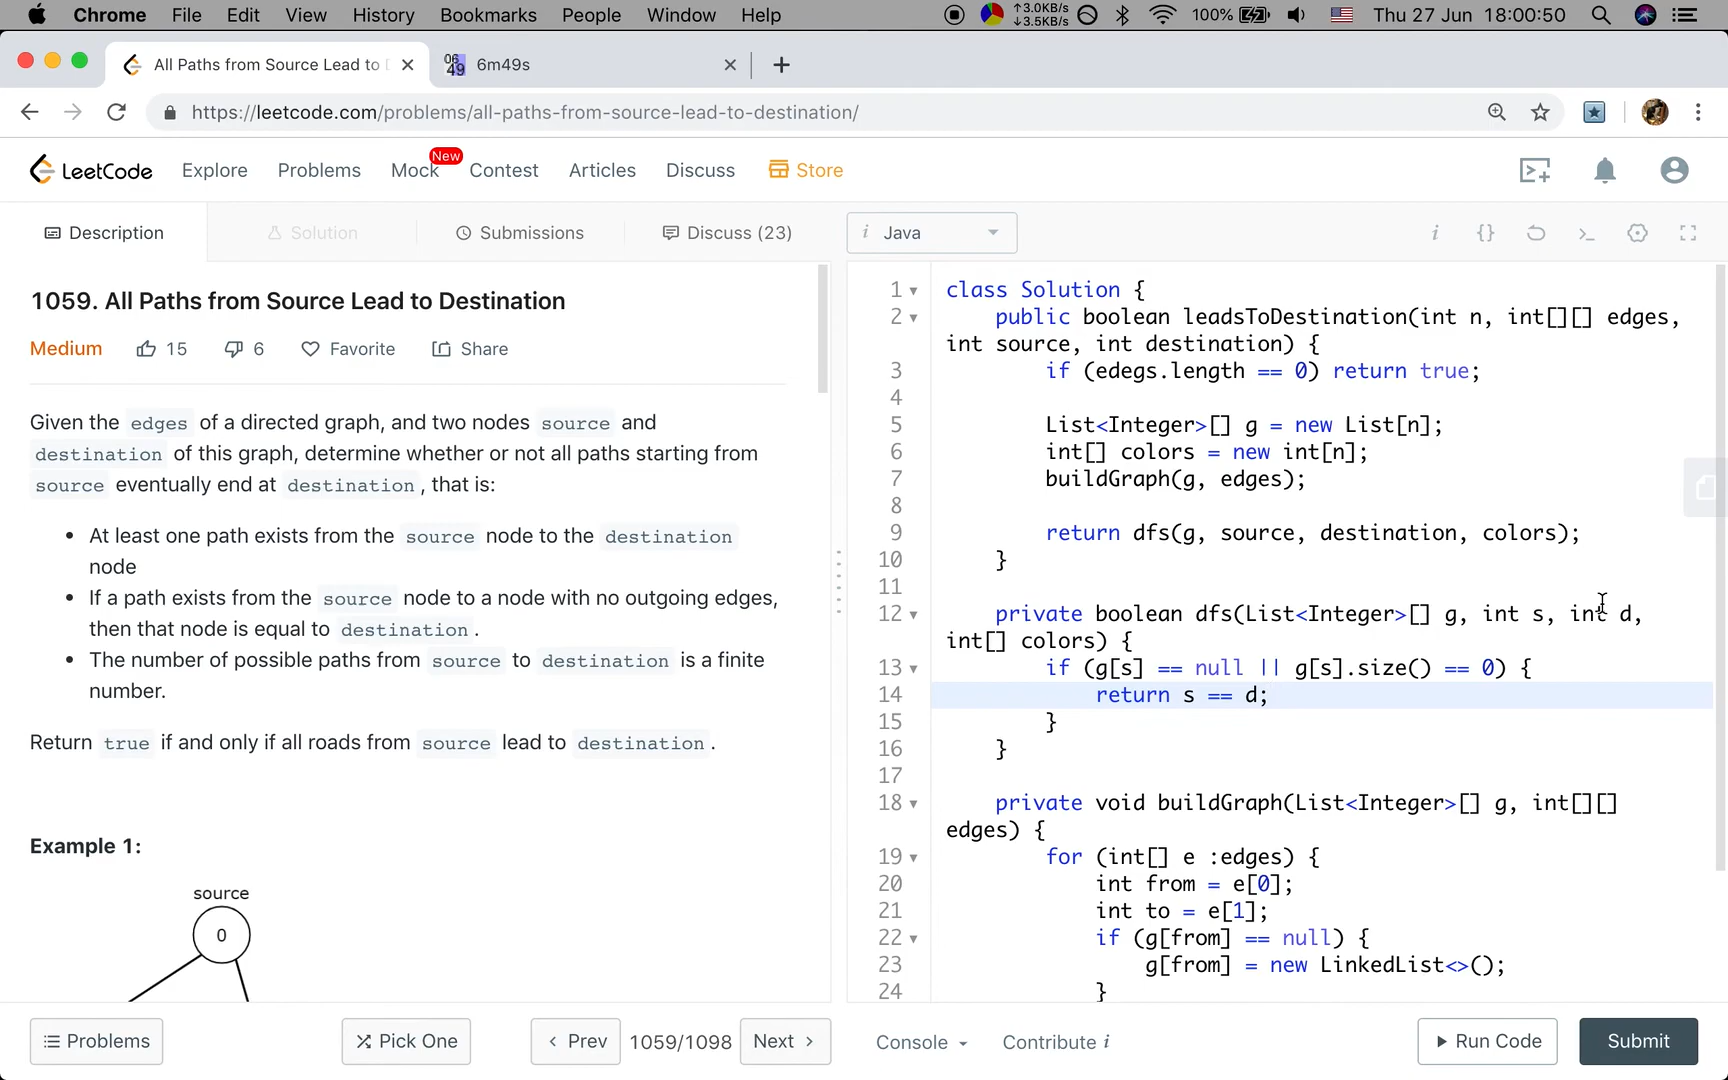 Chrome File Edit View History Bookmarks People Window Help ↑3.0KB/s ↓3.5KB/s 100% Thu 27 Jun 18:00:50
All Paths from Source Lead to 06 49 6m49s
https://leetcode.com/problems/all-paths-from-source-lead-to-destination/
LeetCode Explore Problems Mock New Contest Articles Discuss Store
Description Solution Submissions Discuss (23)
i Java
1059. All Paths from Source Lead to Destination
Medium 15 6 Favorite Share
Given the edges of a directed graph, and two nodes source and
destination of this graph, determine whether or not all paths starting from
source eventually end at destination, that is:
• At least one path exists from the source node to the destination
node
• If a path exists from the source node to a node with no outgoing edges,
then that node is equal to destination.
• The number of possible paths from source to destination is a finite
number.
Return true if and only if all roads from source lead to destination.
Example 1:
source
0
1 class Solution {
2 public boolean leadsToDestination(int n, int[][] edges,
int source, int destination) {
3 if (edegs.length == 0) return true;
4
5 List<Integer>[] g = new List[n];
6 int[] colors = new int[n];
7 buildGraph(g, edges);
8
9 return dfs(g, source, destination, colors);
10 }
11
12 private boolean dfs(List<Integer>[] g, int s, int d,
int[] colors) {
13 if (g[s] == null || g[s].size() == 0) {
14 return s == d;
15 }
16 }
17
18 private void buildGraph(List<Integer>[] g, int[][]
edges) {
19 for (int[] e :edges) {
20 int from = e[0];
21 int to = e[1];
22 if (g[from] == null) {
23 g[from] = new LinkedList<>();
24 }
Problems Pick One Prev 1059/1098 Next Console Contribute i Run Code Submit